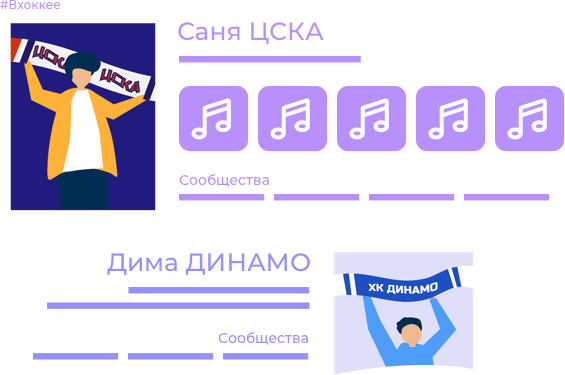 #Вхоккее
Саня ЦСКА
ЦСКА ЦСКА
Сообщества
Дима ДИНАМО
ХК ДИНАМО
Сообщества